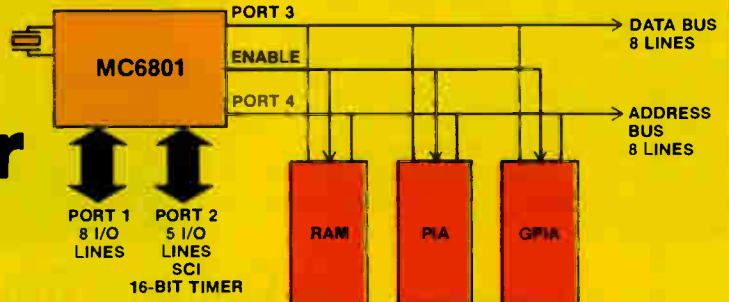 PORT 3
DATA BUS
8 LINES
MC6801
ENABLE
PORT 4
ADDRESS
BUS
8 LINES
r
PORT 1
8 I/O
LINES
PORT 2
5 I/O
LINES
SCI
16-BIT TIMER
RAM
PIA
GPIA